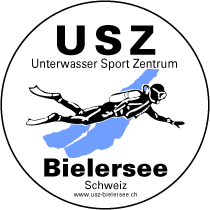 USZ
Unterwasser Sport Zentrum
Bielersee
Schweiz
www.usz-bielersee.ch